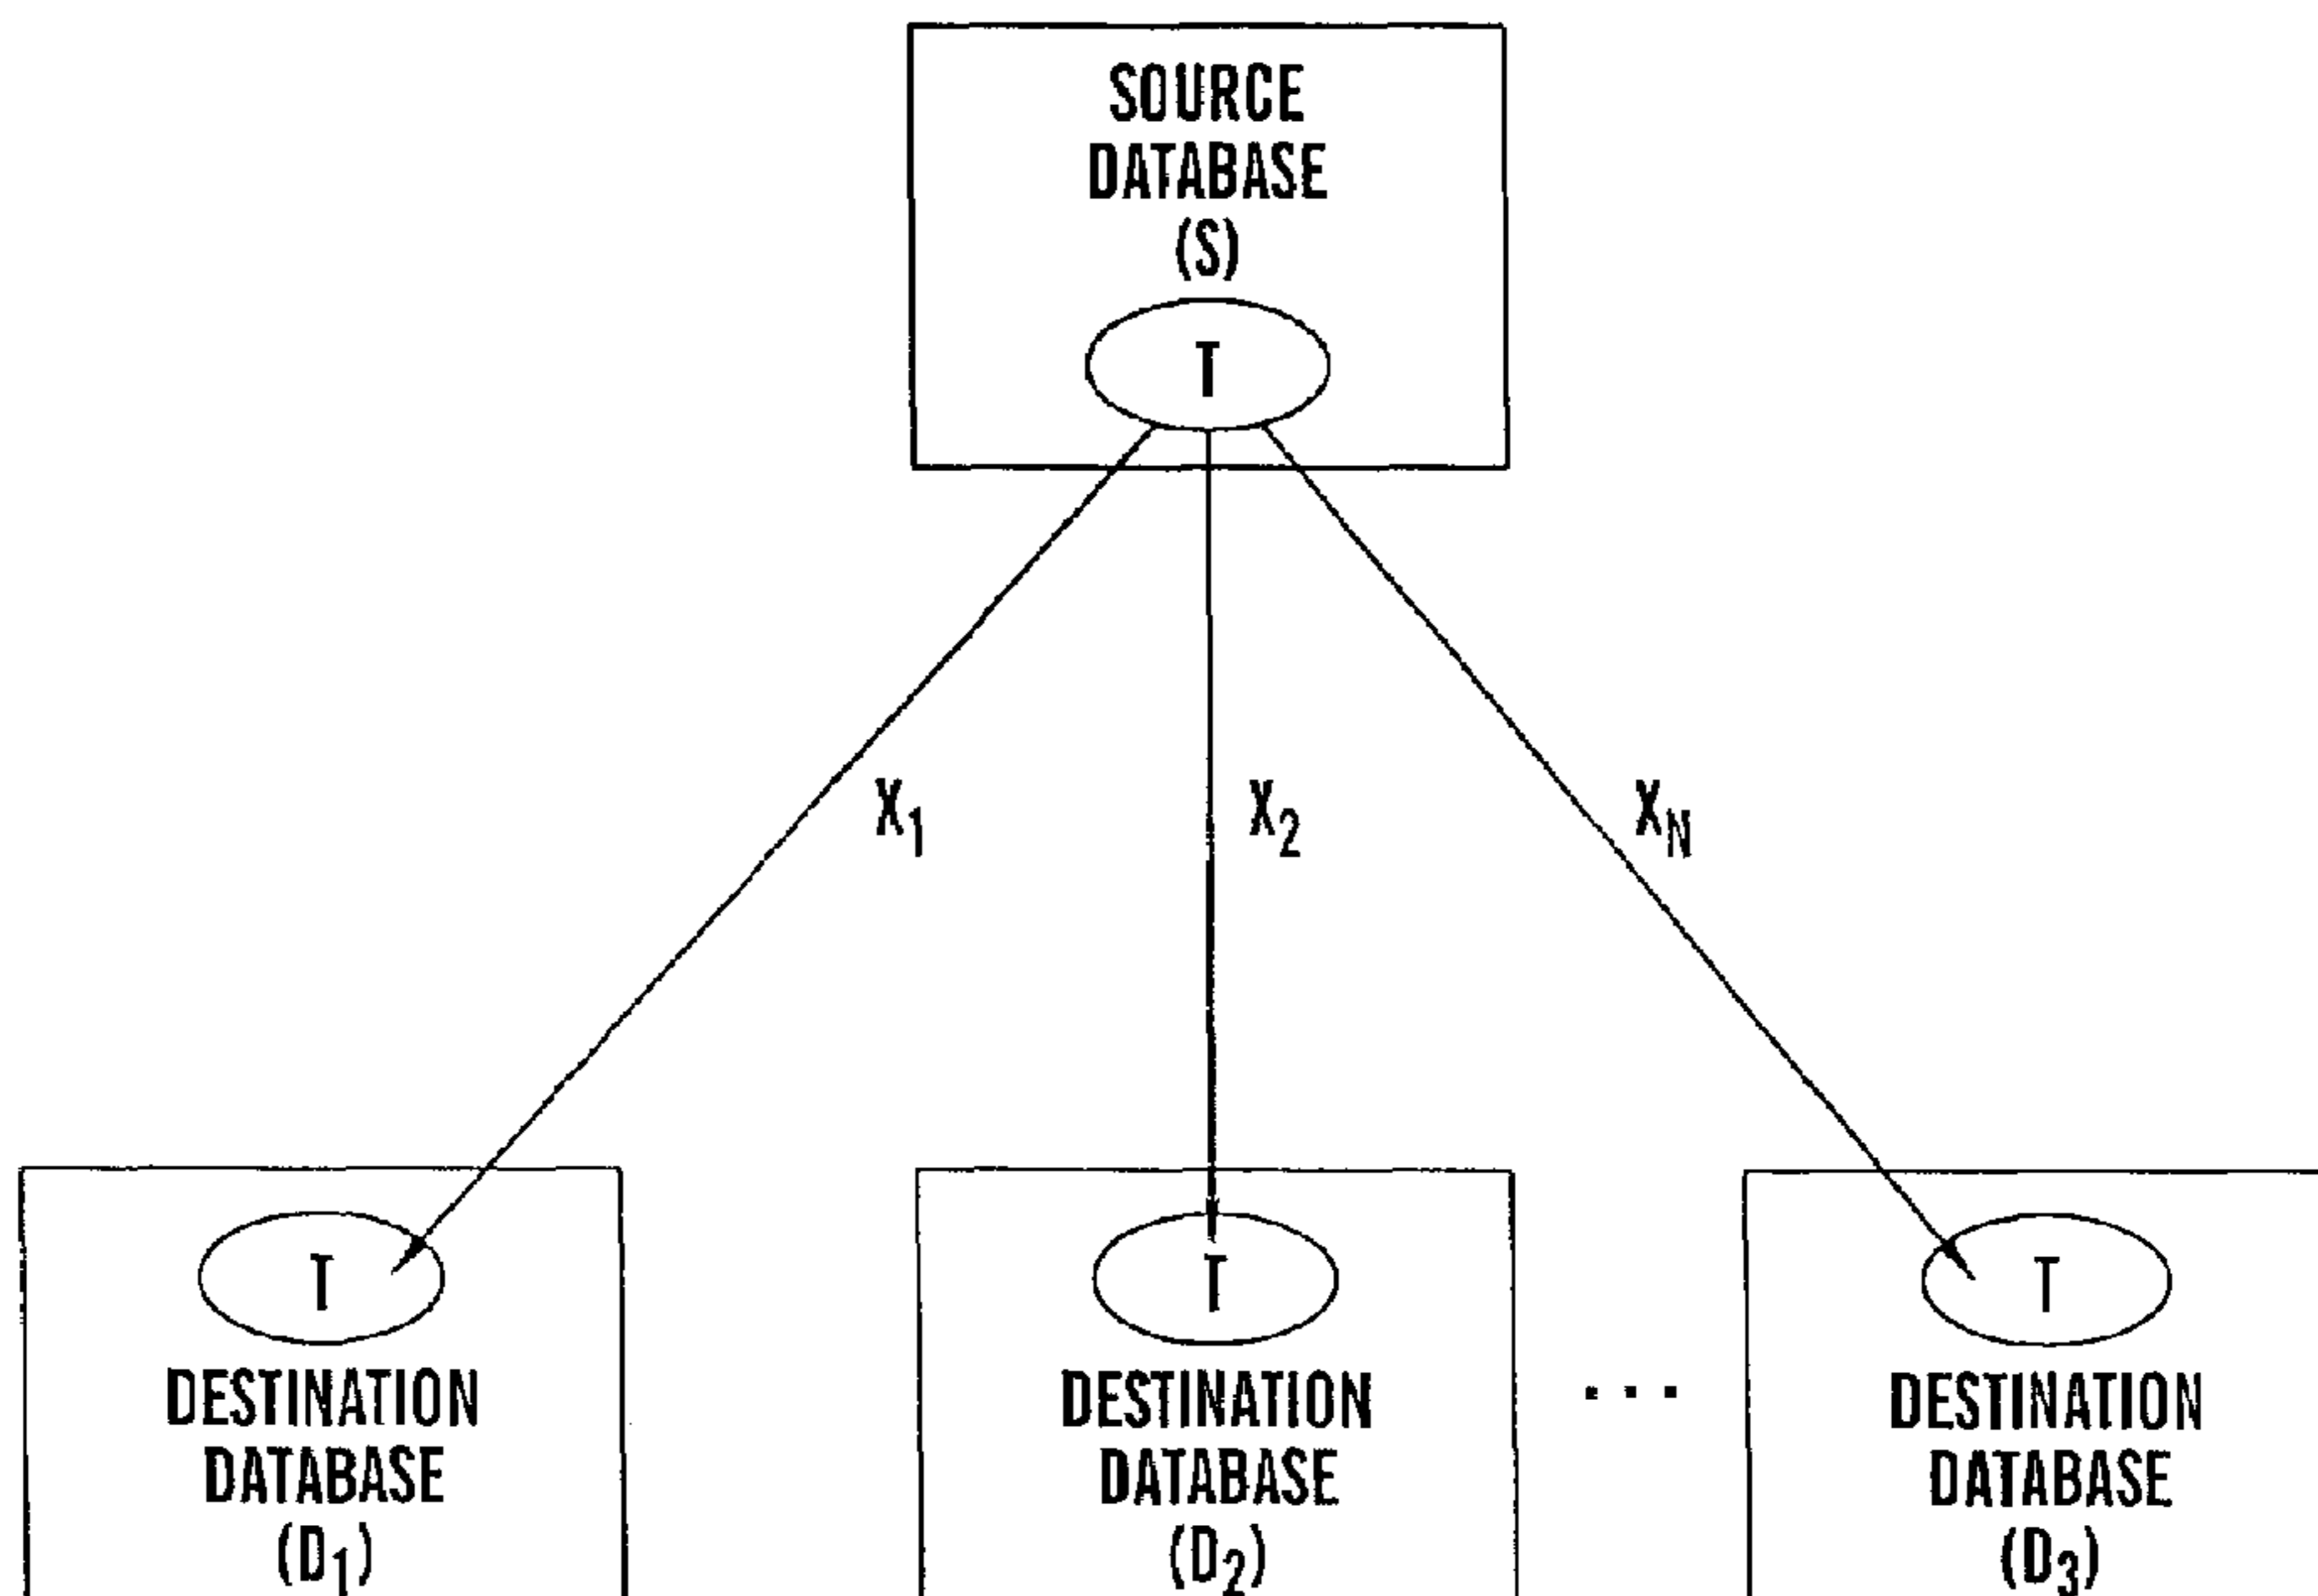 SOURCE
DATABASE
(S)
T
X1
X2
XN
T
DESTINATION
DATABASE
(D1)
T
DESTINATION
DATABASE
(D2)
...
T
DESTINATION
DATABASE
(D3)